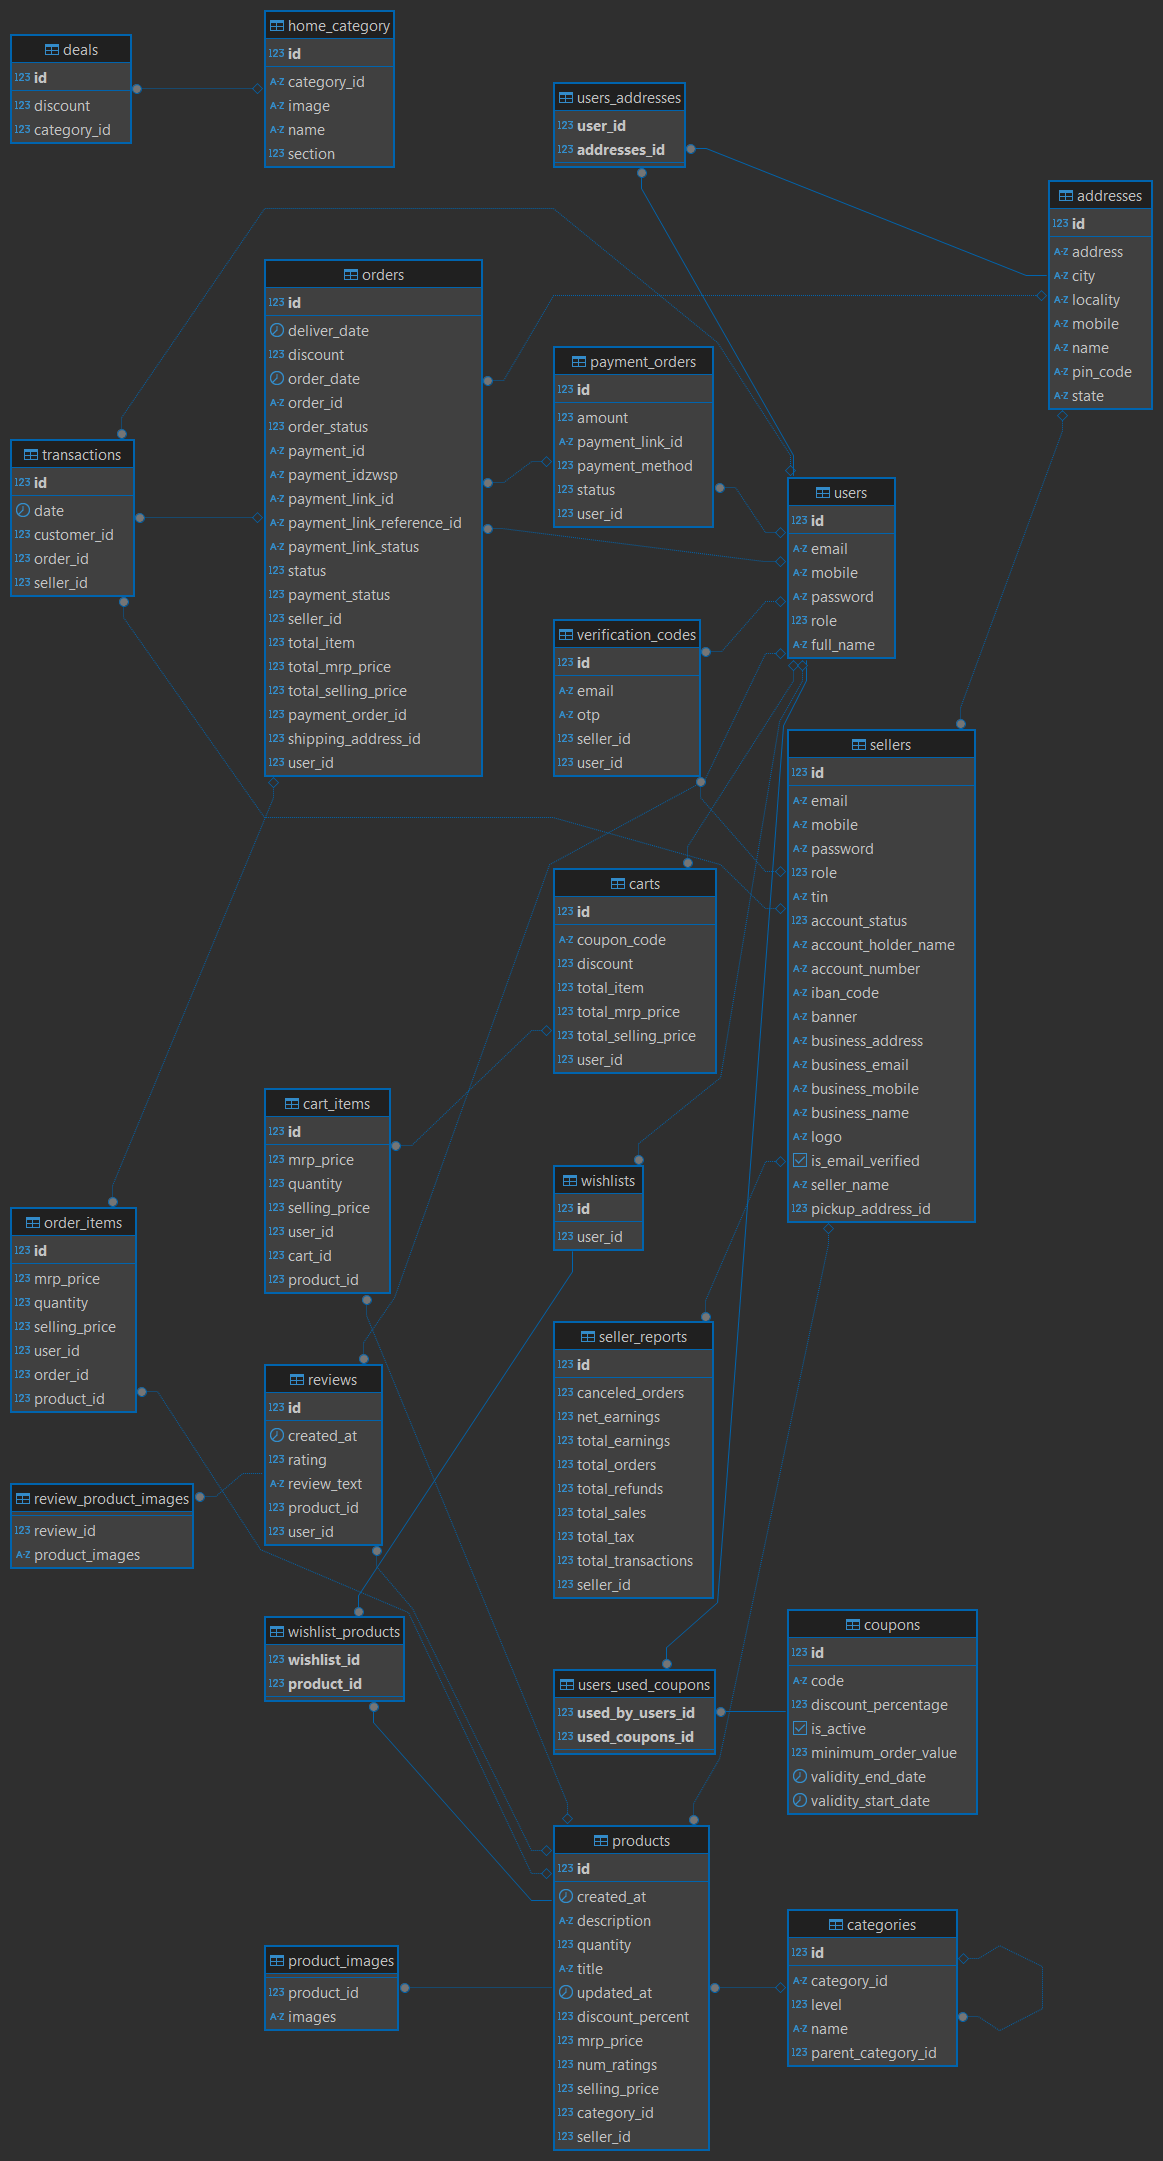 deals
123 id
123 discount
123 category_id
home_category
123 id
A-Z category_id
A-Z image
A-Z name
123 section
users_addresses
123 user_id
123 addresses_id
addresses
123 id
A-Z address
A-Z city
A-Z locality
A-Z mobile
A-Z name
A-Z pin_code
A-Z state
orders
123 id
deliver_date
123 discount
order_date
A-Z order_id
123 order_status
A-Z payment_id
A-Z payment_idzwsp
A-Z payment_link_id
A-Z payment_link_reference_id
A-Z payment_link_status
123 status
123 payment_status
123 seller_id
123 total_item
123 total_mrp_price
123 total_selling_price
123 payment_order_id
123 shipping_address_id
123 user_id
payment_orders
123 id
123 amount
A-Z payment_link_id
123 payment_method
123 status
123 user_id
transactions
123 id
date
123 customer_id
123 order_id
123 seller_id
users
123 id
A-Z email
A-Z mobile
A-Z password
123 role
A-Z full_name
verification_codes
123 id
A-Z email
A-Z otp
123 seller_id
123 user_id
sellers
123 id
A-Z email
A-Z mobile
A-Z password
123 role
A-Z tin
123 account_status
A-Z account_holder_name
A-Z account_number
A-Z iban_code
A-Z banner
A-Z business_address
A-Z business_email
A-Z business_mobile
A-Z business_name
A-Z logo
is_email_verified
A-Z seller_name
123 pickup_address_id
carts
123 id
A-Z coupon_code
123 discount
123 total_item
123 total_mrp_price
123 total_selling_price
123 user_id
cart_items
123 id
123 mrp_price
123 quantity
123 selling_price
123 user_id
123 cart_id
123 product_id
wishlists
123 id
123 user_id
order_items
123 id
123 mrp_price
123 quantity
123 selling_price
123 user_id
123 order_id
123 product_id
seller_reports
123 id
123 canceled_orders
123 net_earnings
123 total_earnings
123 total_orders
123 total_refunds
123 total_sales
123 total_tax
123 total_transactions
123 seller_id
reviews
123 id
created_at
123 rating
A-Z review_text
123 product_id
123 user_id
review_product_images
123 review_id
A-Z product_images
wishlist_products
123 wishlist_id
123 product_id
users_used_coupons
123 used_by_users_id
123 used_coupons_id
coupons
123 id
A-Z code
123 discount_percentage
is_active
123 minimum_order_value
validity_end_date
validity_start_date
products
123 id
created_at
A-Z description
123 quantity
A-Z title
updated_at
123 discount_percent
123 mrp_price
123 num_ratings
123 selling_price
123 category_id
123 seller_id
product_images
123 product_id
A-Z images
categories
123 id
A-Z category_id
123 level
A-Z name
123 parent_category_id